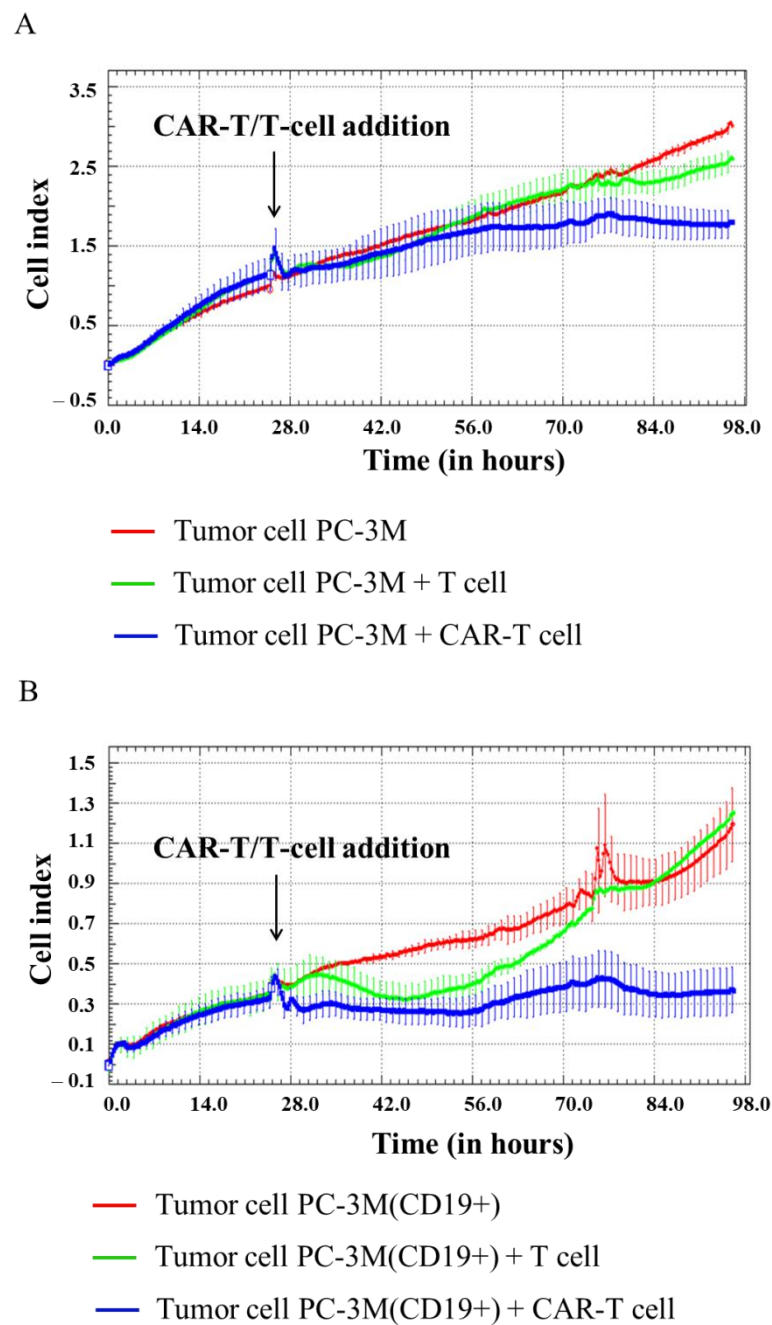 A
3.5
CAR-T/T-cell addition
2.5
Cell index
1.5
0.5
– 0.5
0.0 14.0 28.0 42.0 56.0 70.0 84.0 98.0
Time (in hours)
Tumor cell PC-3M
Tumor cell PC-3M + T cell
Tumor cell PC-3M + CAR-T cell
B
1.5
1.3
1.1
CAR-T/T-cell addition
0.9
Cell index
0.7
0.5
0.3
0.1
– 0.1
0.0 14.0 28.0 42.0 56.0 70.0 84.0 98.0
Time (in hours)
Tumor cell PC-3M(CD19+)
Tumor cell PC-3M(CD19+) + T cell
Tumor cell PC-3M(CD19+) + CAR-T cell